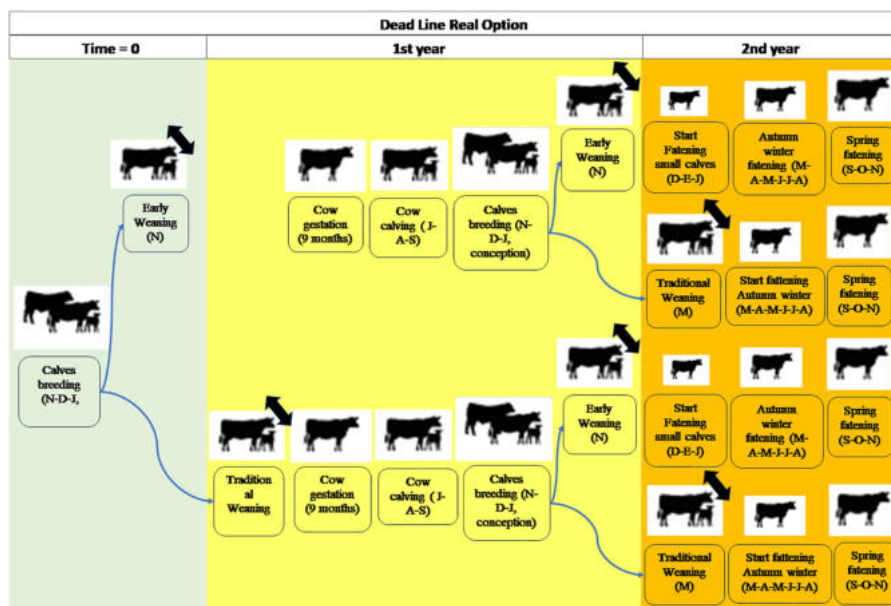 Dead Line Real Option
Time = 0
1st year
2nd year
Early
Weaning
(N)
Calves
breeding
(N-D-J,
Cow
gestation
(9 months)
Cow
calving ( J-
A-S)
Calves
breeding (N-
D-J,
conception)
Early
Weaning
(N)
Start
Fatening
small calves
(D-E-J)
Autumn
winter
fatening (M-
A-M-J-J-A)
Spring
fatening
(S-O-N)
Traditional
Weaning
(M)
Start fattening
Autumn winter
(M-A-M-J-J-A)
Spring
fatening
(S-O-N)
Tradition
al
Weaning
Cow
gestation
(9 months)
Cow
calving ( J-
A-S)
Calves
breeding (N-
D-J,
conception)
Early
Weaning
(N)
Start
Fatening
small calves
(D-E-J)
Autumn
winter
fatening (M-
A-M-J-J-A)
Spring
fatening
(S-O-N)
Traditional
Weaning
(M)
Start fattening
Autumn winter
(M-A-M-J-J-A)
Spring
fatening
(S-O-N)